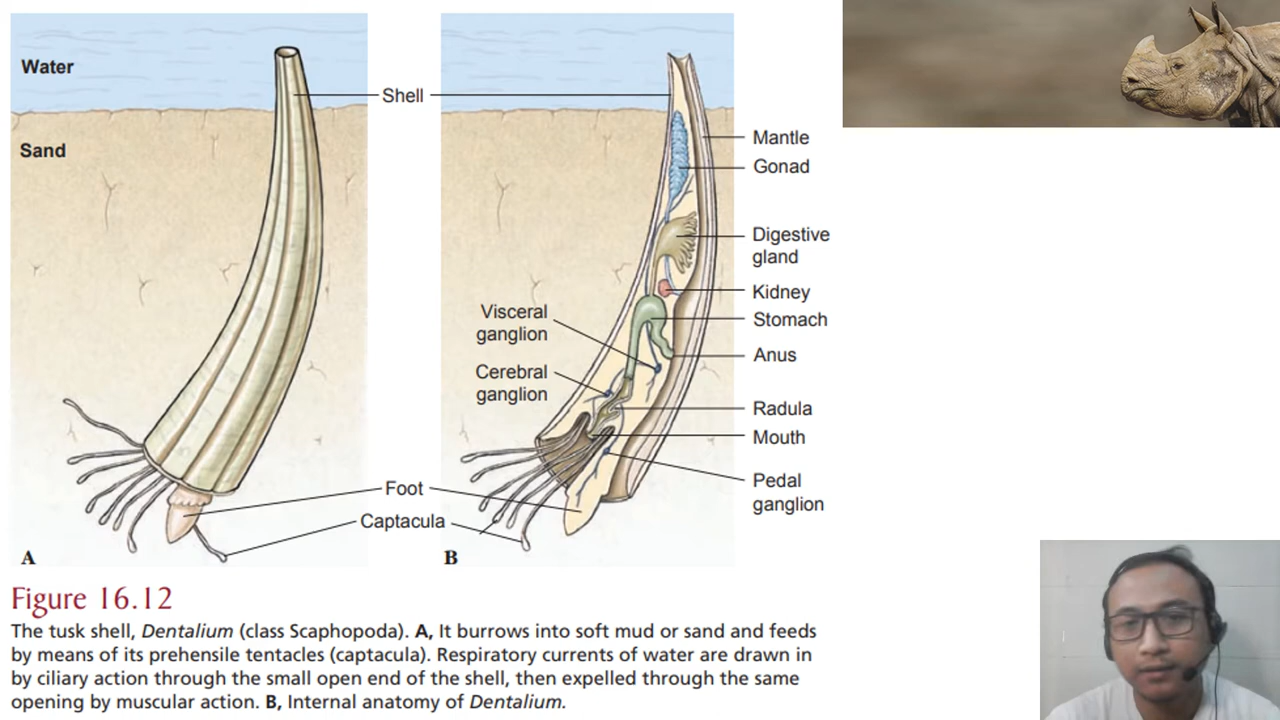 Water
Sand
Shell
Foot
Captacula
A
Mantle
Gonad
Digestive
gland
Kidney
Stomach
Anus
Radula
Mouth
Pedal
ganglion
Visceral
ganglion
Cerebral
ganglion
B
Figure 16.12
The tusk shell, Dentalium (class Scaphopoda). A, It burrows into soft mud or sand and feeds
by means of its prehensile tentacles (captacula). Respiratory currents of water are drawn in
by ciliary action through the small open end of the shell, then expelled through the same
opening by muscular action. B, Internal anatomy of Dentalium.